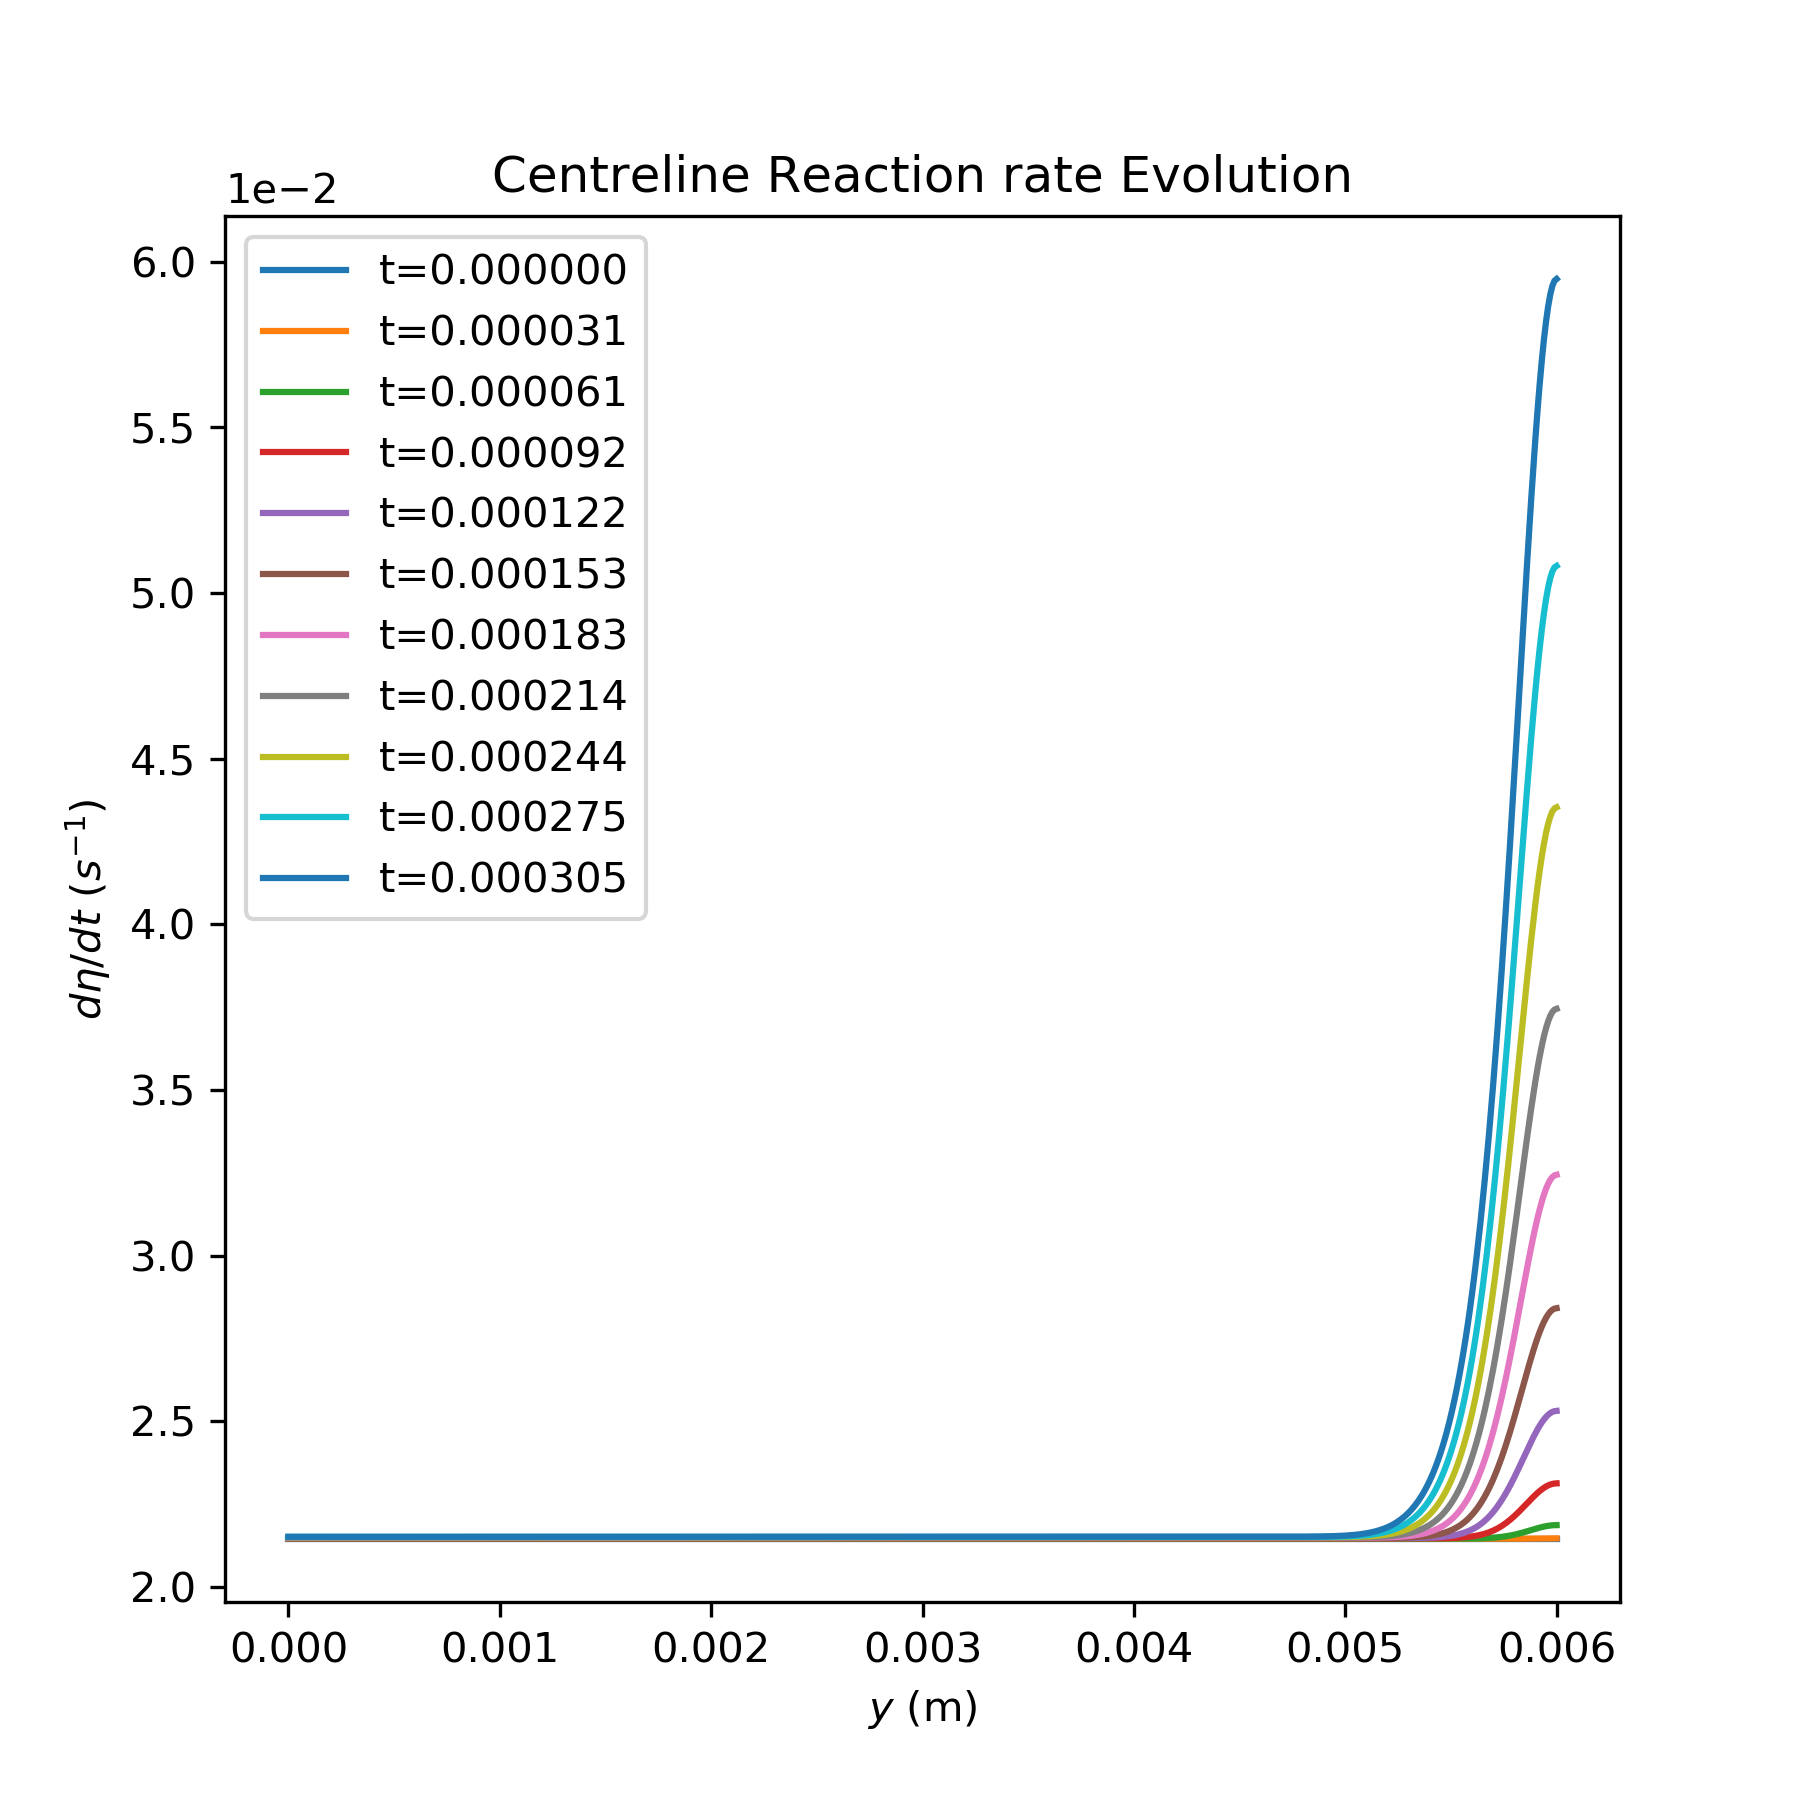 Centreline Reaction rate Evolution
1e−2
6.0
5.5
5.0
4.5
4.0
3.5
3.0
2.5
2.0
dη/dt (s⁻¹)
t=0.000000
t=0.000031
t=0.000061
t=0.000092
t=0.000122
t=0.000153
t=0.000183
t=0.000214
t=0.000244
t=0.000275
t=0.000305
0.000 0.001 0.002 0.003 0.004 0.005 0.006
y (m)